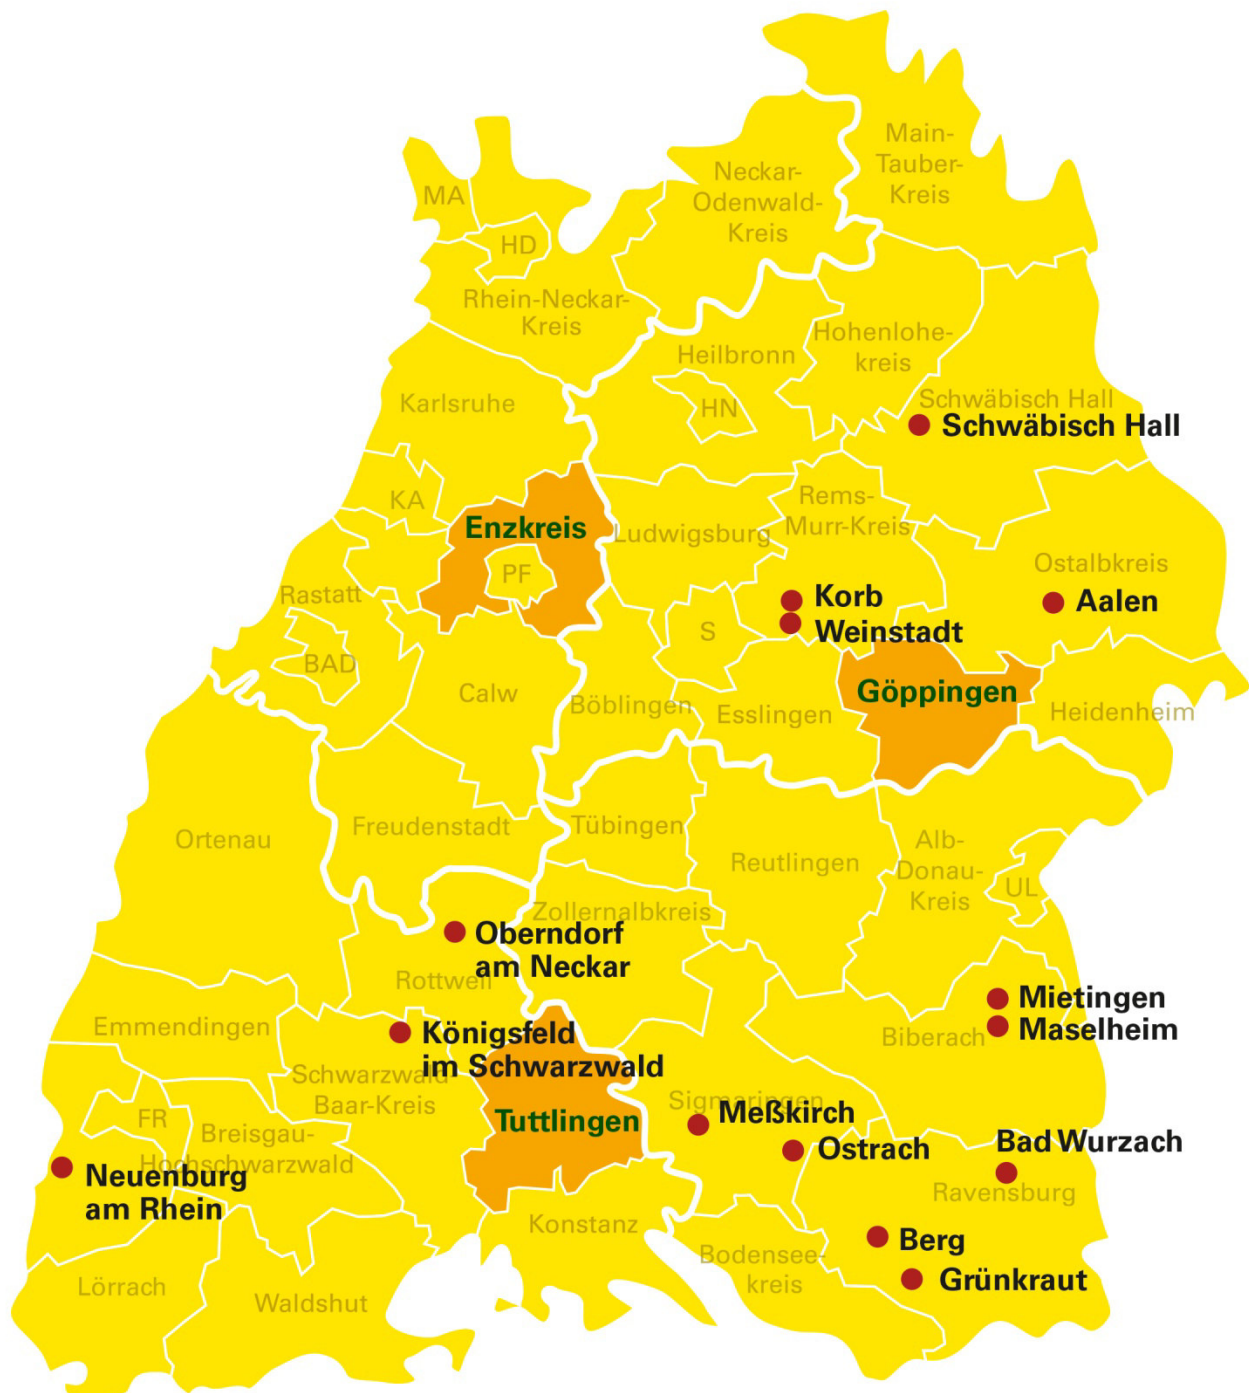 Main-
Tauber-
Kreis
Neckar-
Odenwald-
Kreis
MA
HD
Rhein-Neckar-
Kreis
Hohenlohe-
kreis
Heilbronn
HN
Karlsruhe
Schwäbisch Hall
Schwäbisch Hall
KA
Enzkreis
PF
Ludwigsburg
Rems-
Murr-Kreis
Ostalbkreis
Aalen
Korb
Weinstadt
Rastatt
BAD
S
Calw
Böblingen
Esslingen
Göppingen
Heidenheim
Ortenau
Freudenstadt
Tübingen
Reutlingen
Alb-
Donau-
Kreis
UL
Zollernalbkreis
Oberndorf
am Neckar
Rottweil
Mietingen
Maselheim
Biberach
Emmendingen
Königsfeld
im Schwarzwald
Schwarzwald-
Baar-Kreis
Tuttlingen
Sigmaringen
Meßkirch
Ostrach
Bad Wurzach
Ravensburg
FR
Breisgau-
Hochschwarzwald
Neuenburg
am Rhein
Konstanz
Bodensee-
kreis
Berg
Grünkraut
Lörrach
Waldshut